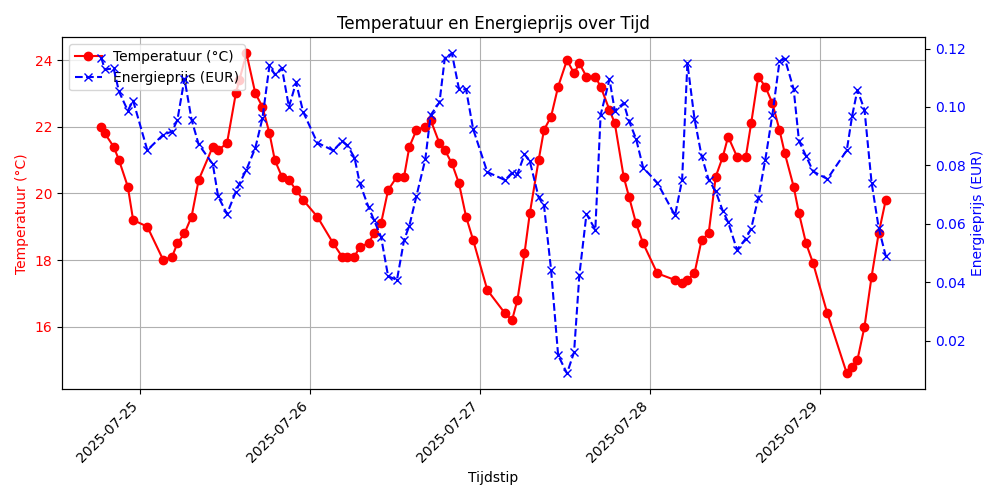 Temperatuur en Energieprijs over Tijd
Temperatuur (°C)
Energieprijs (EUR)
24
22
20
18
16
Temperatuur (°C)
0.12
0.10
0.08
0.06
0.04
0.02
Energieprijs (EUR)
2025-07-25
2025-07-26
2025-07-27
2025-07-28
2025-07-29
Tijdstip